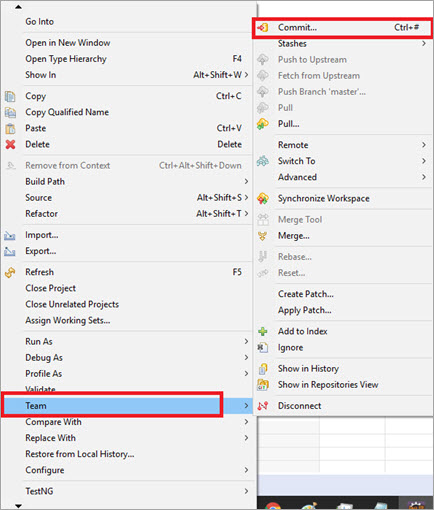 Go Into
Open in New Window
Open Type Hierarchy F4
Show In Alt+Shift+W
Copy Ctrl+C
Copy Qualified Name
Paste Ctrl+V
Delete Delete
Remove from Context Ctrl+Alt+Shift+Down
Build Path
Source Alt+Shift+S
Refactor Alt+Shift+T
Import...
Export...
Refresh F5
Close Project
Close Unrelated Projects
Assign Working Sets...
Run As
Debug As
Profile As
Validate
Team
Compare With
Replace With
Restore from Local History...
Configure
TestNG
Commit... Ctrl+#
Stashes
Push to Upstream
Fetch from Upstream
Push Branch 'master'...
Pull
Pull...
Remote
Switch To
Advanced
Synchronize Workspace
Merge Tool
Merge...
Rebase...
Reset...
Create Patch...
Apply Patch...
Add to Index
Ignore
Show in History
Show in Repositories View
Disconnect